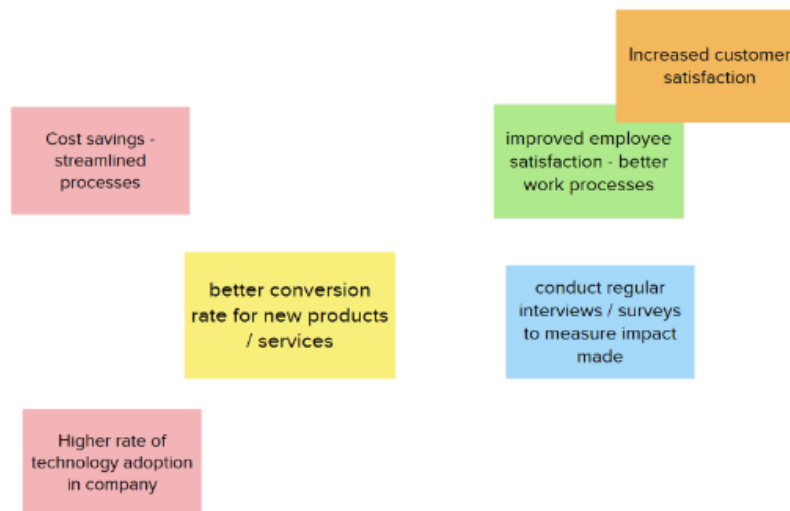 Increased customer
satisfaction
Cost savings -
streamlined
processes
improved employee
satisfaction - better
work processes
better conversion
rate for new products
/ services
conduct regular
interviews / surveys
to measure impact
made
Higher rate of
technology adoption
in company